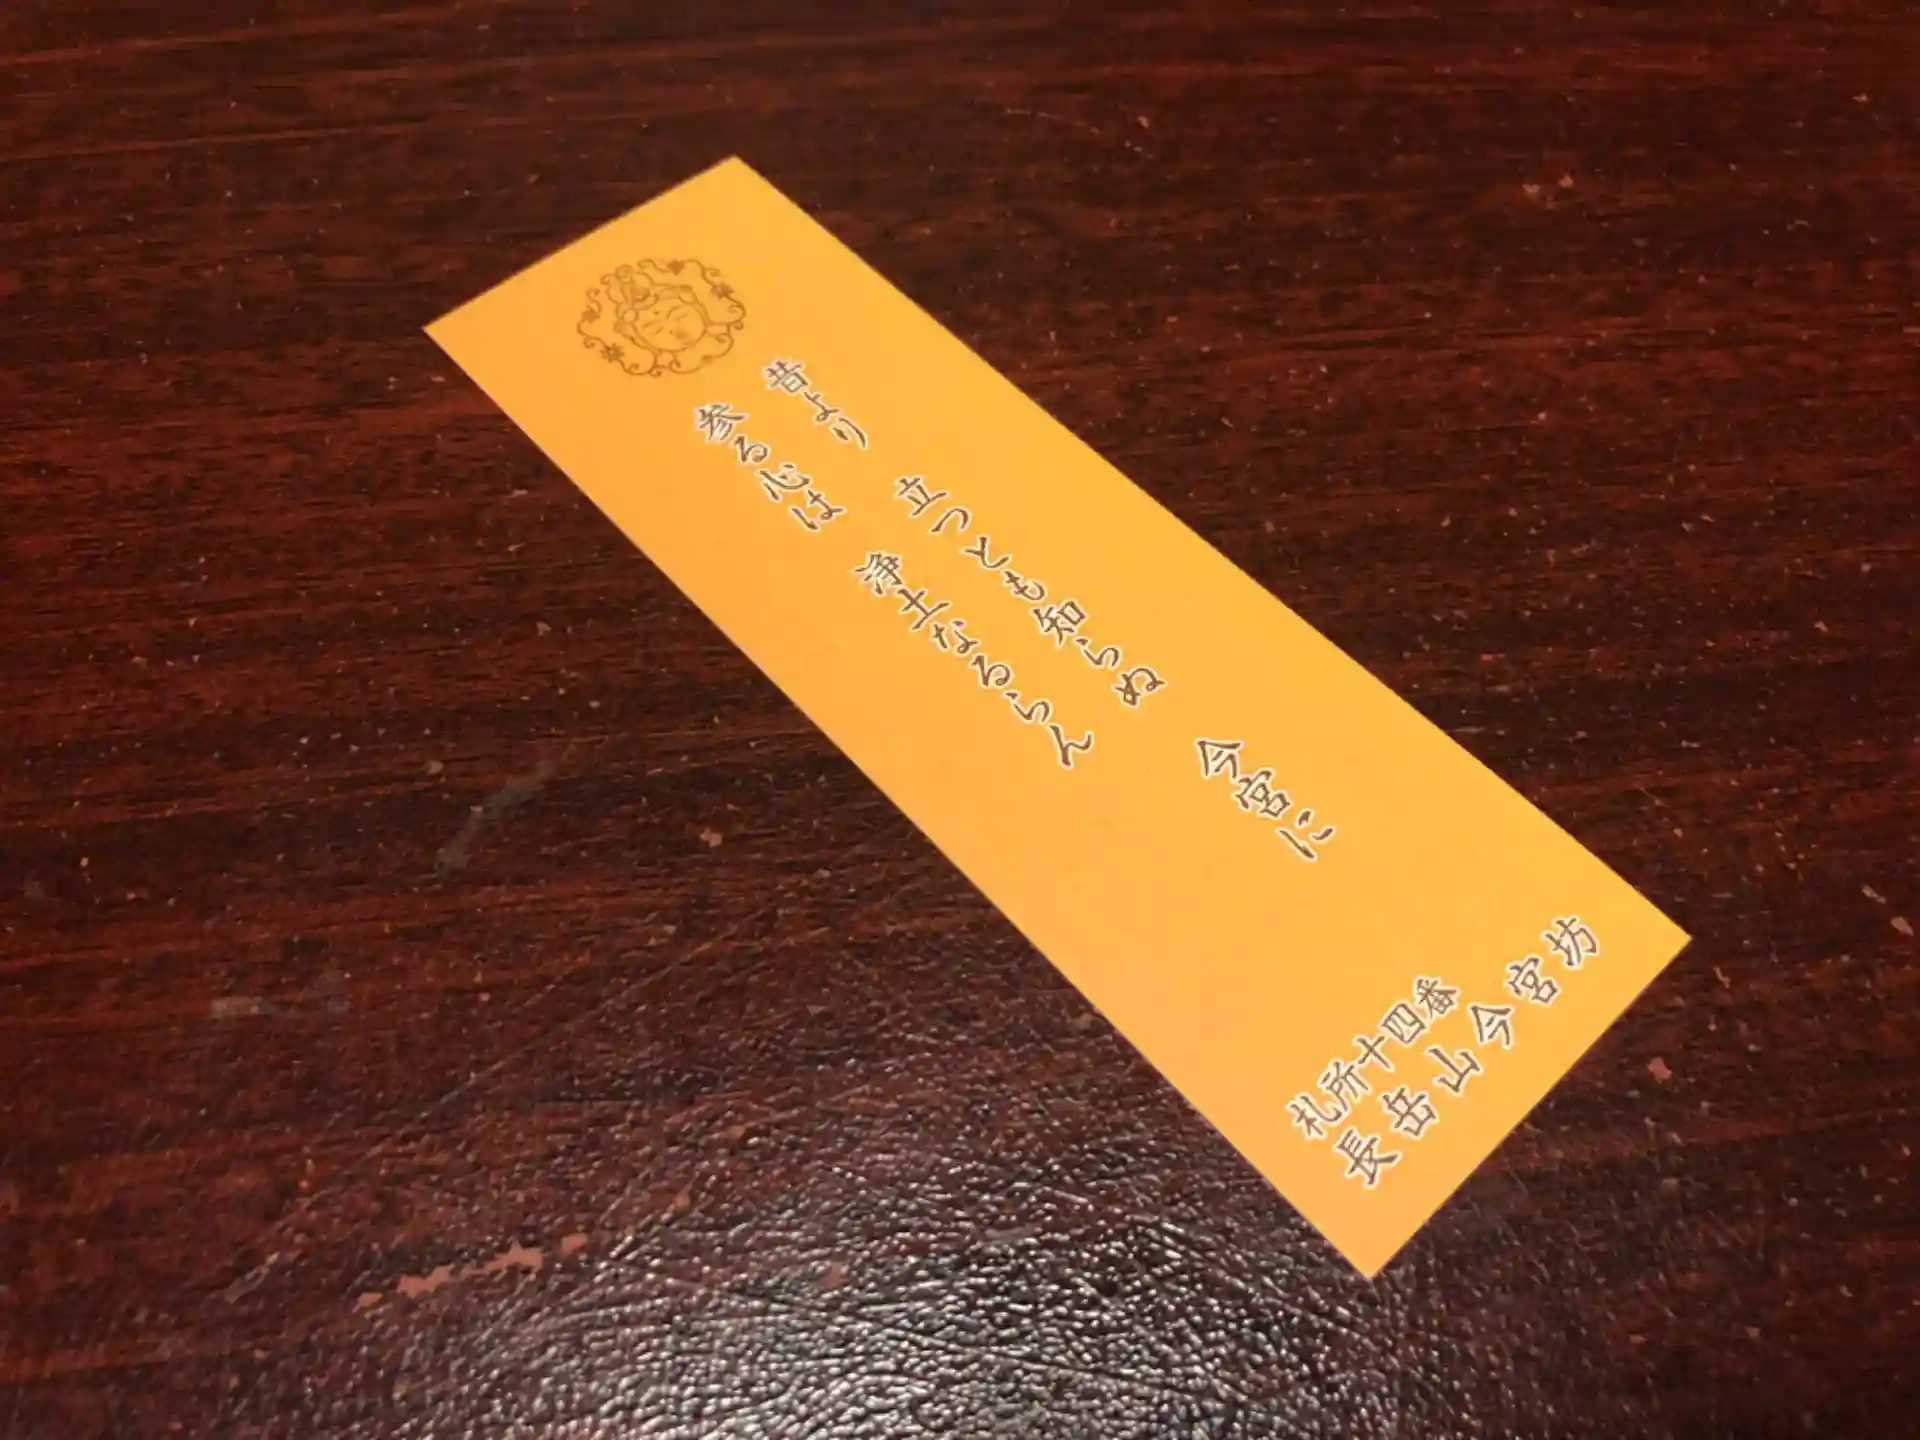 昔より 立つとも知らぬ 今宮に
参る心は 浄土なるらん
札所十四番
長岳山今宮坊